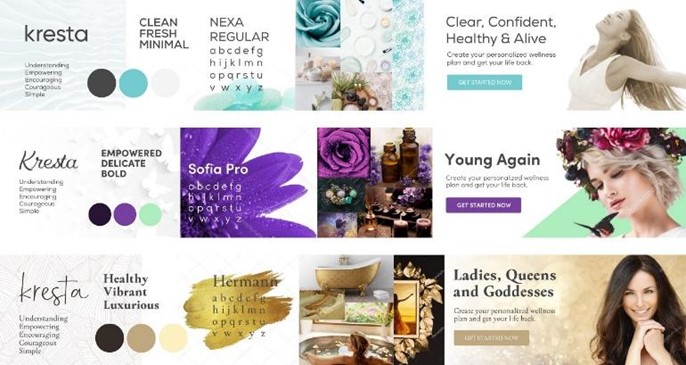 kresta
Understanding
Empowering
Encouraging
Courageous
Simple
CLEAN
FRESH
MINIMAL
NEXA
REGULAR
a b c d e f g
h i j k l m n
o p q r s t u
v w x y z
Clear, Confident,
Healthy & Alive
Create your personalized wellness
plan and get your life back.
GET STARTED NOW
Kresta
Understanding
Empowering
Encouraging
Courageous
Simple
EMPOWERED
DELICATE
BOLD
Sofia Pro
a b c d e f g
h i j k l m n
o p q r s t u
v w x y z
Young Again
Create your personalized wellness
plan and get your life back.
GET STARTED NOW
kresta
Understanding
Empowering
Encouraging
Courageous
Simple
Healthy
Vibrant
Luxurious
Hermann
a b c d e f g
h i j k l m n
o p q r s t u
v w x y z
Ladies, Queens
and Goddesses
Create your personalized wellness
plan and get your life back.
GET STARTED NOW